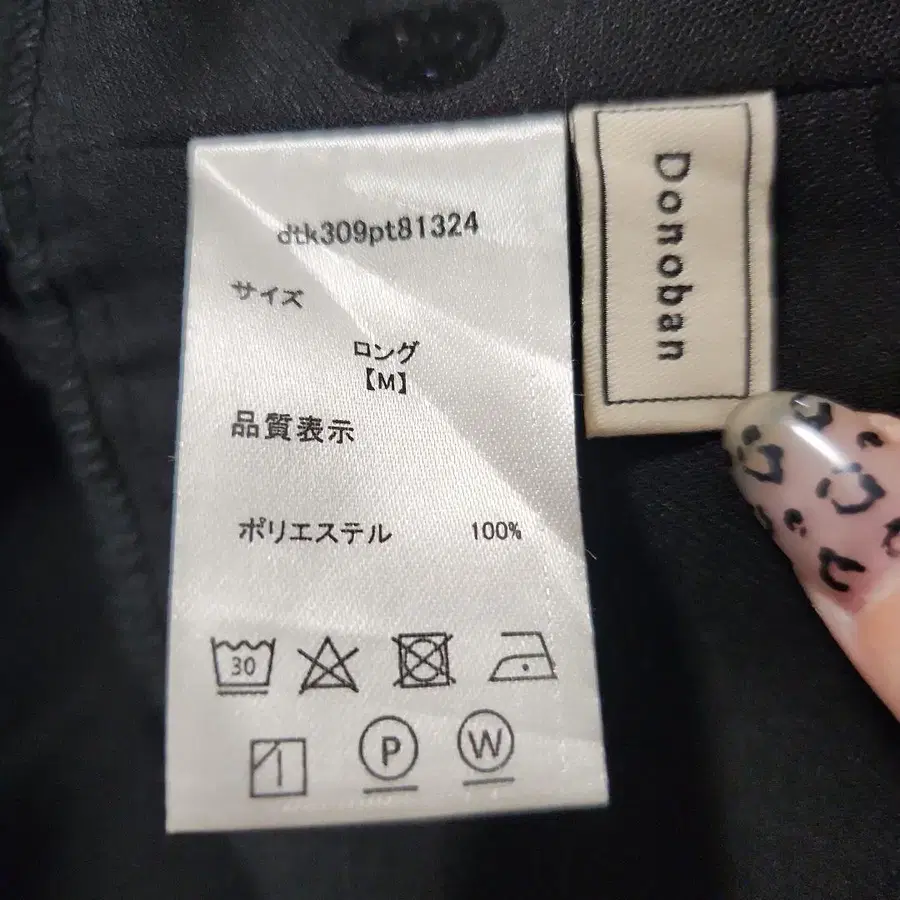 dtk309pt81324
サイズ
ロング
【M】
品質表示
ポリエステル 100%
30
P
W
Donoban